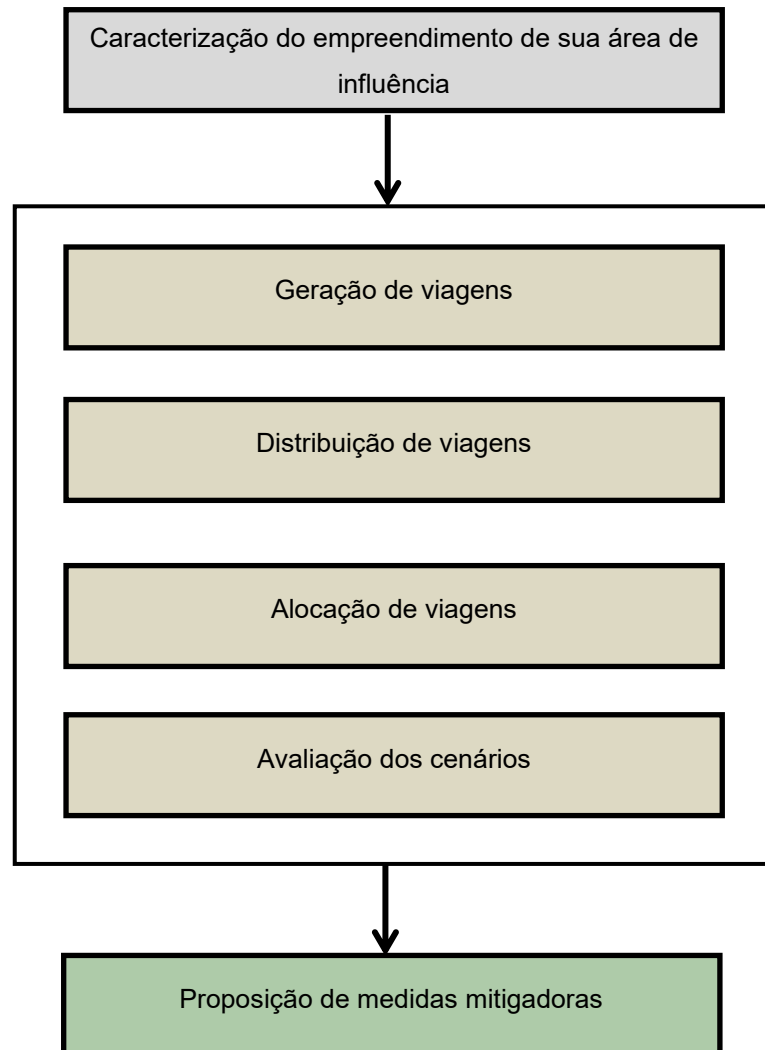 Caracterização do empreendimento de sua área de
influência
Geração de viagens
Distribuição de viagens
Alocação de viagens
Avaliação dos cenários
Proposição de medidas mitigadoras